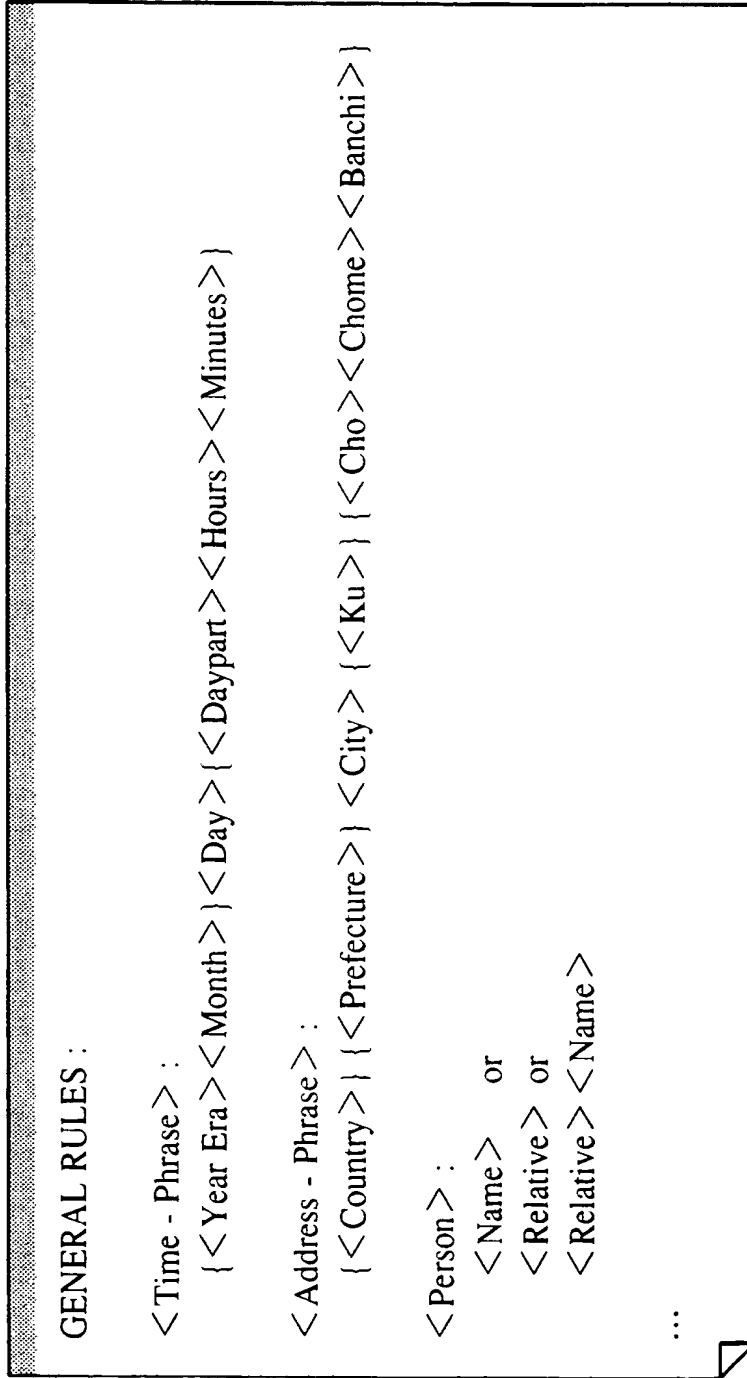 GENERAL RULES :
<Time - Phrase> :
{<Year Era><Month>}<Day>{<Daypart><Hours><Minutes>}
<Address - Phrase> :
{<Country>} {<Prefecture>} <City> {<Ku>} {<Cho><Chome><Banchi>}
<Person> :
<Name> or
<Relative> or
<Relative> <Name>
...